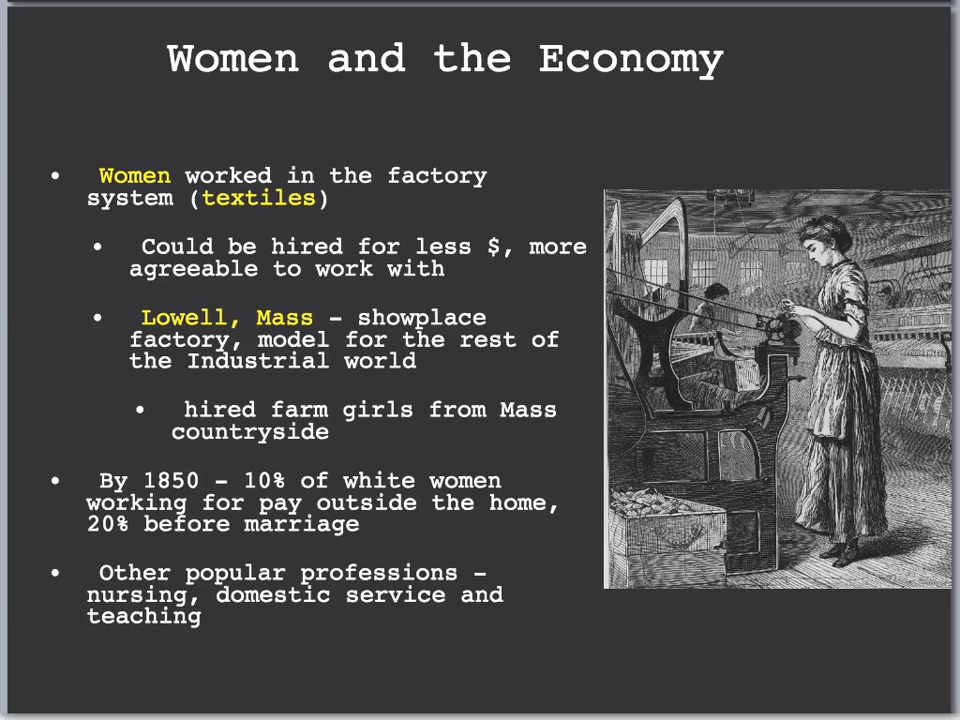 Women and the Economy
• Women worked in the factory
system (textiles)
• Could be hired for less $, more
agreeable to work with
• Lowell, Mass – showplace
factory, model for the rest of
the Industrial world
• hired farm girls from Mass
countryside
• By 1850 – 10% of white women
working for pay outside the home,
20% before marriage
• Other popular professions –
nursing, domestic service and
teaching